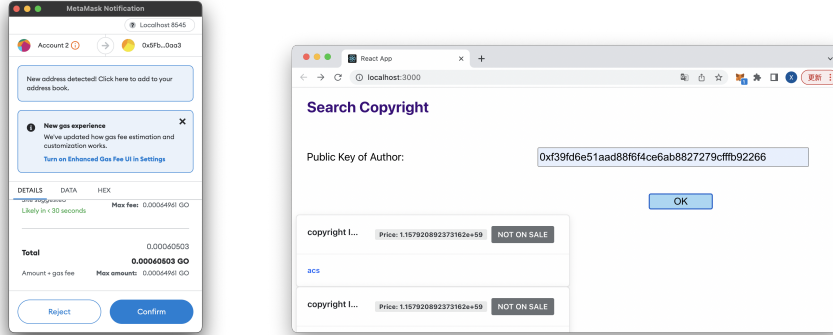 MetaMask Notification
Localhost 8545
Account 2
0x5Fb...0aa3
New address detected! Click here to add to your
address book.
New gas experience
We've updated how gas fee estimation and
customization works.
Turn on Enhanced Gas Fee UI in Settings
DETAILS DATA HEX
Site suggested
Likely in < 30 seconds
Max fee: 0.00064961 GO
Total
0.00060503
0.00060503 GO
Amount + gas fee
Max amount: 0.00064961 GO
Reject
Confirm
React App
localhost:3000
X
更新
Search Copyright
Public Key of Author:
0xf39fd6e51aad88f6f4ce6ab8827279cfffb92266
OK
copyright I...
Price: 1.157920892373162e+59
NOT ON SALE
acs
copyright I...
Price: 1.157920892373162e+59
NOT ON SALE